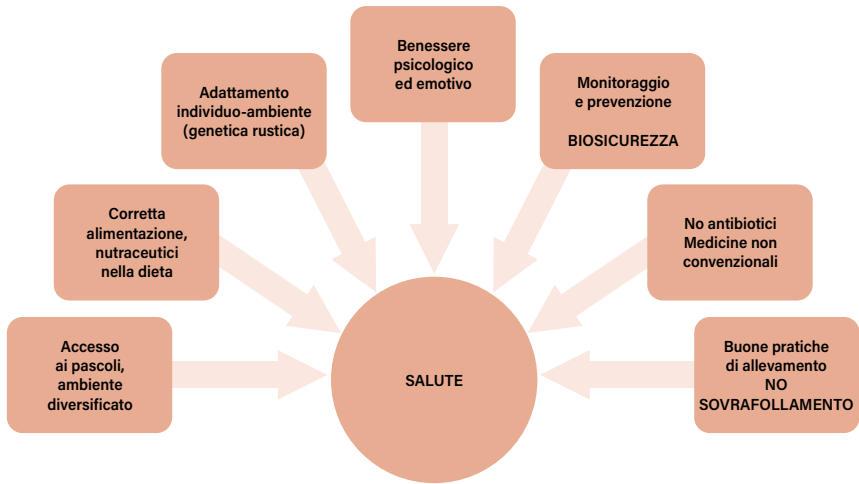 Benessere
psicologico
ed emotivo
Adattamento
individuo-ambiente
(genetica rustica)
Monitoraggio
e prevenzione
BIOSICUREZZA
Corretta
alimentazione,
nutraceutici
nella dieta
No antibiotici
Medicine non
convenzionali
Accesso
ai pascoli,
ambiente
diversificato
SALUTE
Buone pratiche
di allevamento
NO
SOVRAFOLLAMENTO